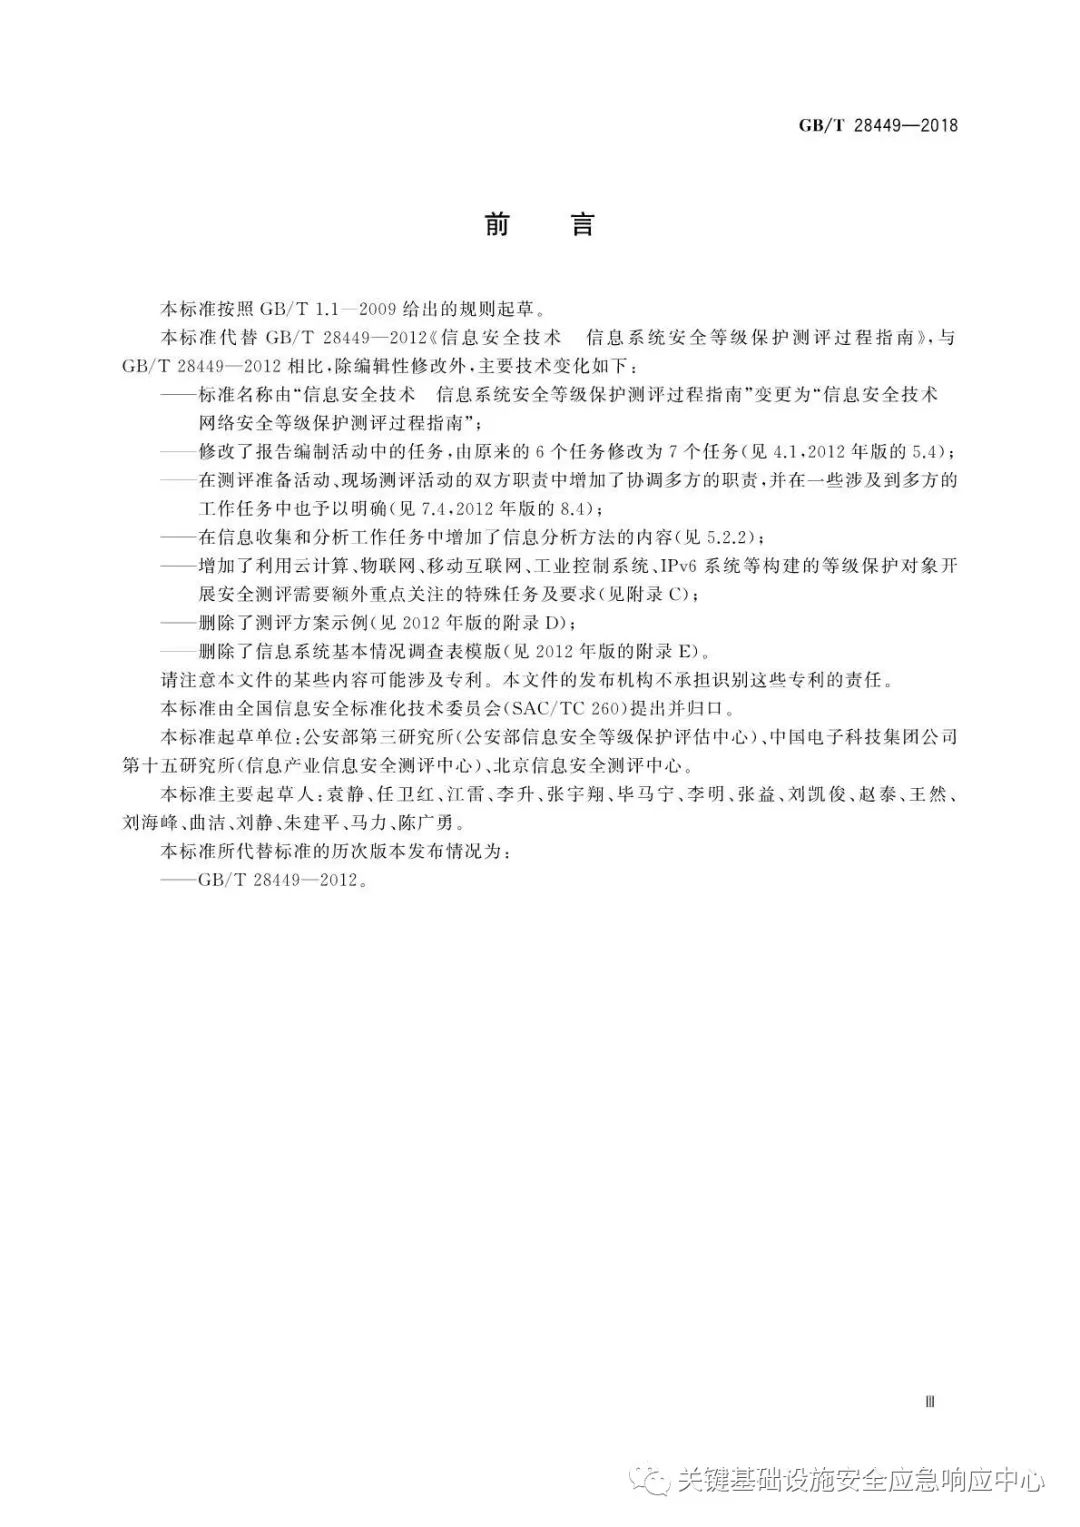 GB/T 28449—2018
前 言
本标准按照 GB/T 1.1—2009 给出的规则起草。
本标准代替 GB/T 28449—2012《信息安全技术　信息系统安全等级保护测评过程指南》,与
GB/T 28449—2012 相比,除编辑性修改外,主要技术变化如下:
——标准名称由“信息安全技术　信息系统安全等级保护测评过程指南”变更为“信息安全技术
网络安全等级保护测评过程指南”;
——修改了报告编制活动中的任务,由原来的 6 个任务修改为 7 个任务(见 4.1,2012 年版的 5.4);
——在测评准备活动、现场测评活动的双方职责中增加了协调多方的职责,并在一些涉及到多方的
工作任务中也予以明确(见 7.4,2012 年版的 8.4);
——在信息收集和分析工作任务中增加了信息分析方法的内容(见 5.2.2);
——增加了利用云计算、物联网、移动互联网、工业控制系统、IPv6 系统等构建的等级保护对象开
展安全测评需要额外重点关注的特殊任务及要求(见附录 C);
——删除了测评方案示例(见 2012 年版的附录 D);
——删除了信息系统基本情况调查表模版(见 2012 年版的附录 E)。
请注意本文件的某些内容可能涉及专利。本文件的发布机构不承担识别这些专利的责任。
本标准由全国信息安全标准化技术委员会(SAC/TC 260)提出并归口。
本标准起草单位:公安部第三研究所(公安部信息安全等级保护评估中心)、中国电子科技集团公司
第十五研究所(信息产业信息安全测评中心)、北京信息安全测评中心。
本标准主要起草人:袁静、任卫红、江雷、李升、张宇翔、毕马宁、李明、张益、刘凯俊、赵泰、王然、
刘海峰、曲洁、刘静、朱建平、马力、陈广勇。
本标准所代替标准的历次版本发布情况为:
——GB/T 28449—2012。
Ⅲ
关键基础设施安全应急响应中心